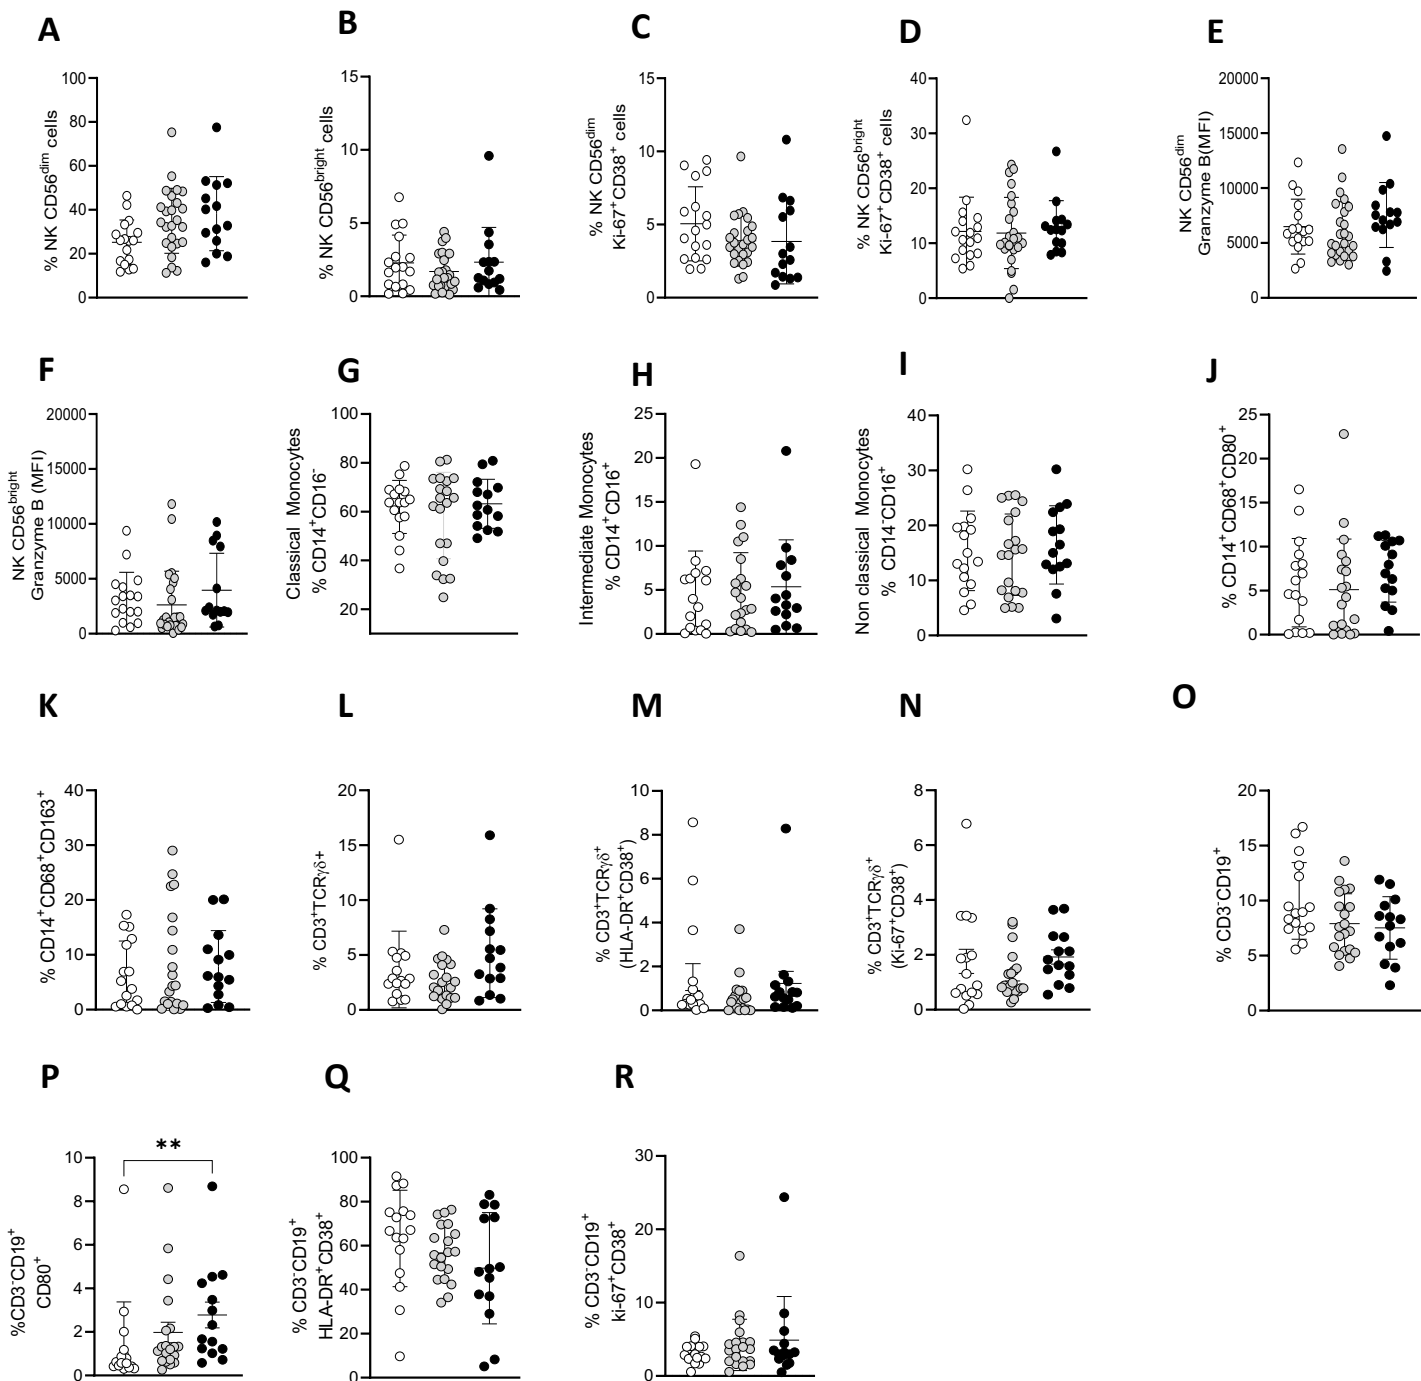 A
B
C
D
E
% NK CD56dim cells
100
80
60
40
20
0
% NK CD56bright cells
15
10
5
0
% NK CD56dim
Ki-67+CD38+ cells
15
10
5
0
% NK CD56bright
Ki-67+CD38+ cells
40
30
20
10
0
NK CD56dim
Granzyme B(MFI)
20000
15000
10000
5000
0
F
G
H
I
J
NK CD56bright
Granzyme B (MFI)
20000
15000
10000
5000
0
Classical Monocytes
% CD14+CD16-
100
80
60
40
20
Intermediate Monocytes
% CD14+CD16+
25
20
15
10
5
0
Non classical Monocytes
% CD14-CD16+
40
30
20
10
0
% CD14+CD68+CD80+
25
20
15
10
5
0
K
L
M
N
O
% CD14+CD68+CD163+
40
30
20
10
0
% CD3+TCRγδ+
20
15
10
5
0
% CD3+TCRγδ+
(HLA-DR+CD38+)
10
8
6
4
2
0
% CD3+TCRγδ+
(Ki-67+CD38+)
8
6
4
2
0
% CD3-CD19+
20
15
10
5
0
P
Q
R
%CD3-CD19+
CD80+
10
8
6
4
2
0
**
% CD3-CD19+
HLA-DR+CD38+
100
80
60
40
20
0
% CD3-CD19+
ki-67+CD38+
30
20
10
0